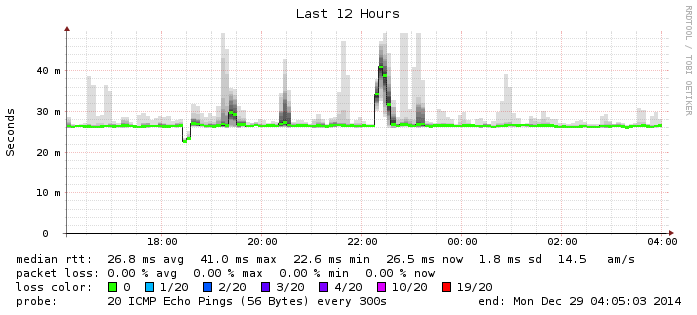 Last 12 Hours
RRDTOOL / TOBI OETIKER
Seconds
40 m
30 m
20 m
10 m
0
18:00 20:00 22:00 00:00 02:00 04:00
median rtt: 26.8 ms avg 41.0 ms max 22.6 ms min 26.5 ms now 1.8 ms sd 14.5 am/s
packet loss: 0.00 % avg 0.00 % max 0.00 % min 0.00 % now
loss color: 0 1/20 2/20 3/20 4/20 10/20 19/20
probe: 20 ICMP Echo Pings (56 Bytes) every 300s end: Mon Dec 29 04:05:03 2014